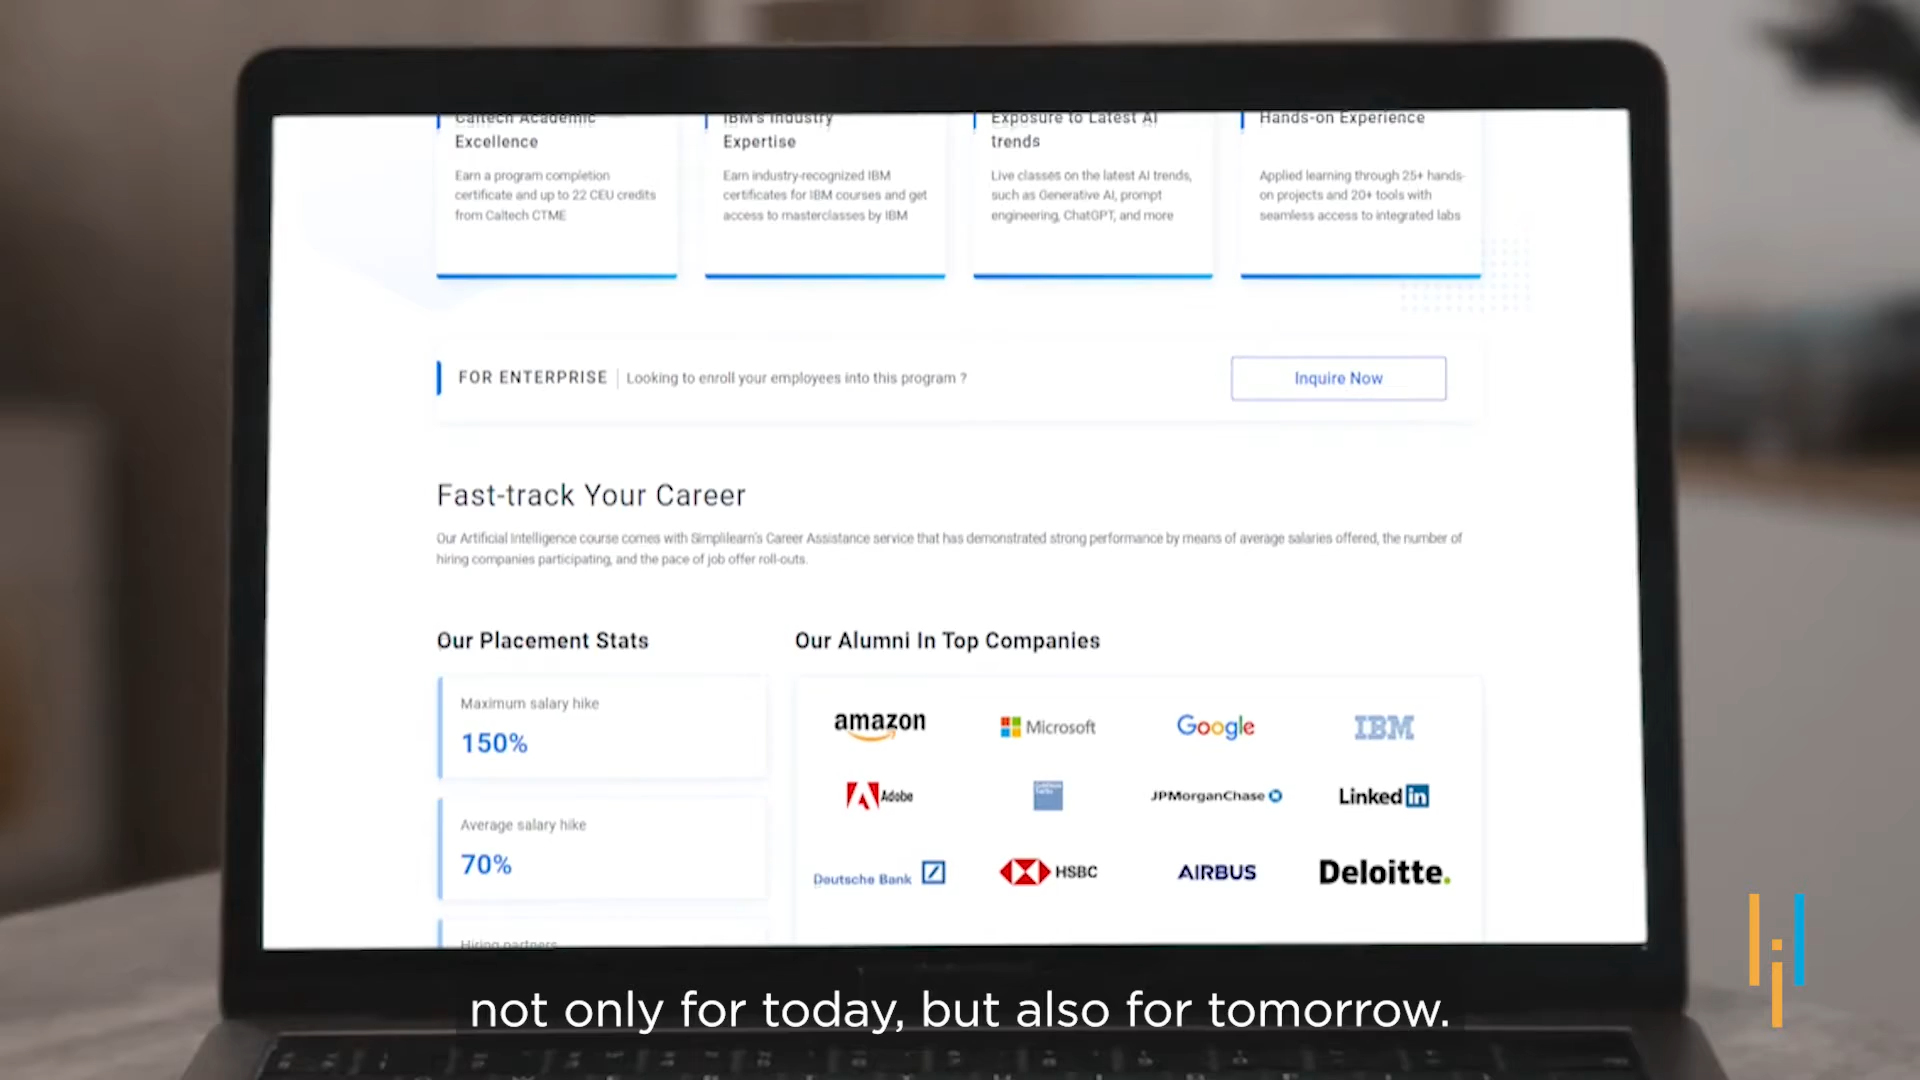 Caltech Academic
Excellence
Earn a program completion
certificate and up to 22 CEU credits
from Caltech CTME
IBM's Industry
Expertise
Earn industry-recognized IBM
certificates for IBM courses and get
access to masterclasses by IBM
Exposure to Latest AI
trends
Live classes on the latest AI trends,
such as Generative AI, prompt
engineering, ChatGPT, and more
Hands-on Experience
Applied learning through 25+ hands-
on projects and 20+ tools with
seamless access to integrated labs
FOR ENTERPRISE | Looking to enroll your employees into this program ?
Inquire Now
Fast-track Your Career
Our Artificial Intelligence course comes with Simplilearn's Career Assistance service that has demonstrated strong performance by means of average salaries offered, the number of
hiring companies participating, and the pace of job offer roll-outs.
Our Placement Stats
Maximum salary hike
150%
Average salary hike
70%
Hiring partners
Our Alumni In Top Companies
amazon Microsoft Google IBM
Adobe JPMorganChase LinkedIn
Deutsche Bank HSBC AIRBUS Deloitte.
not only for today, but also for tomorrow.